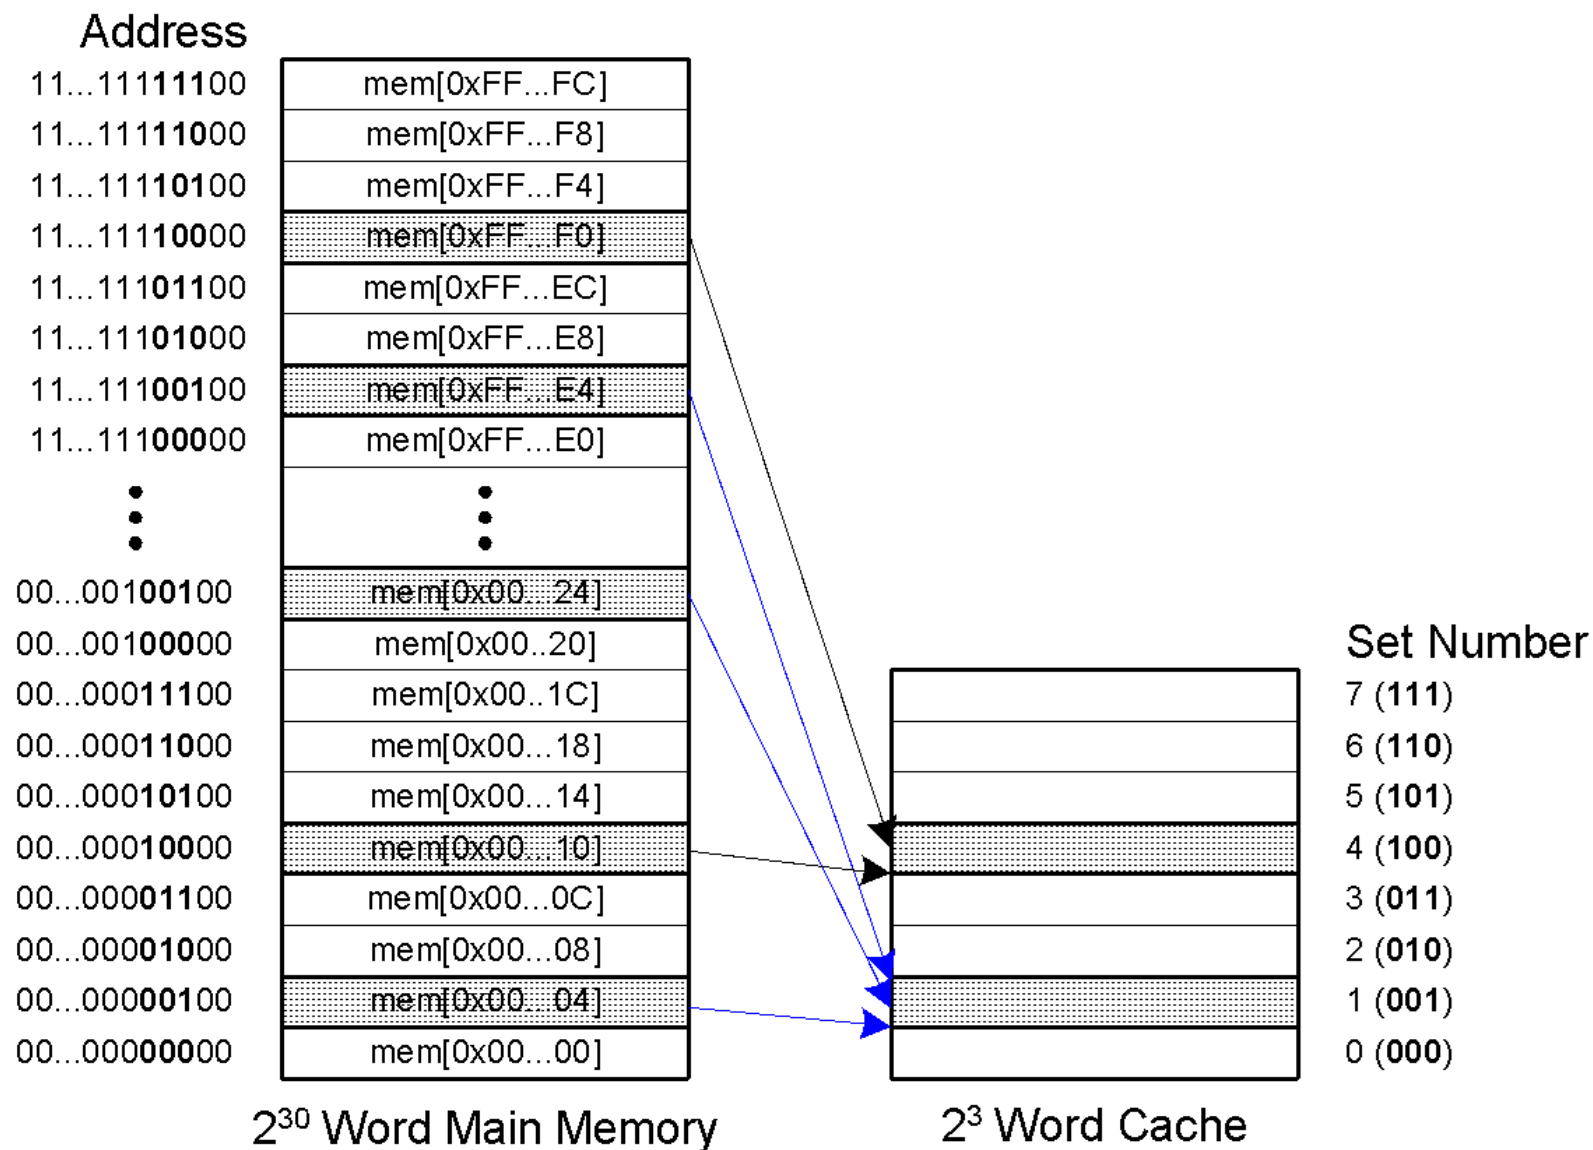 Address
11...11111100 mem[0xFF...FC]
11...11111000 mem[0xFF...F8]
11...11110100 mem[0xFF...F4]
11...11110000 mem[0xFF...F0]
11...11101100 mem[0xFF...EC]
11...11101000 mem[0xFF...E8]
11...11100100 mem[0xFF...E4]
11...11100000 mem[0xFF...E0]
00...00100100 mem[0x00...24]
00...00100000 mem[0x00..20]
Set Number
00...00011100 mem[0x00..1C] 7 (111)
00...00011000 mem[0x00...18] 6 (110)
00...00010100 mem[0x00...14] 5 (101)
00...00010000 mem[0x00...10] 4 (100)
00...00001100 mem[0x00...0C] 3 (011)
00...00001000 mem[0x00...08] 2 (010)
00...00000100 mem[0x00...04] 1 (001)
00...00000000 mem[0x00...00] 0 (000)
2³⁰ Word Main Memory 2³ Word Cache